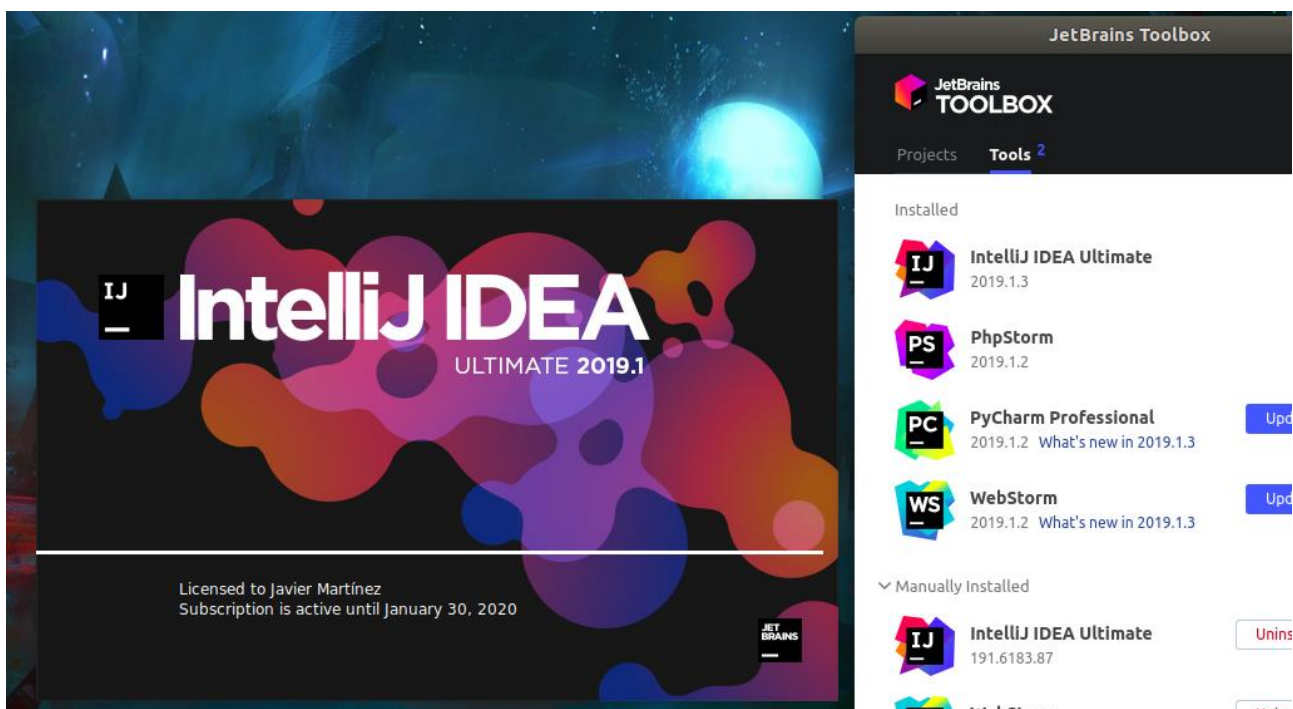 IJ
IntelliJ IDEA
ULTIMATE 2019.1
Licensed to Javier Martínez
Subscription is active until January 30, 2020
JET
BRAINS
JetBrains Toolbox
JetBrains
TOOLBOX
Projects Tools 2
Installed
IJ IntelliJ IDEA Ultimate
2019.1.3
PS PhpStorm
2019.1.2
PC PyCharm Professional
2019.1.2 What's new in 2019.1.3
WS WebStorm
2019.1.2 What's new in 2019.1.3
Manually Installed
IJ IntelliJ IDEA Ultimate
191.6183.87